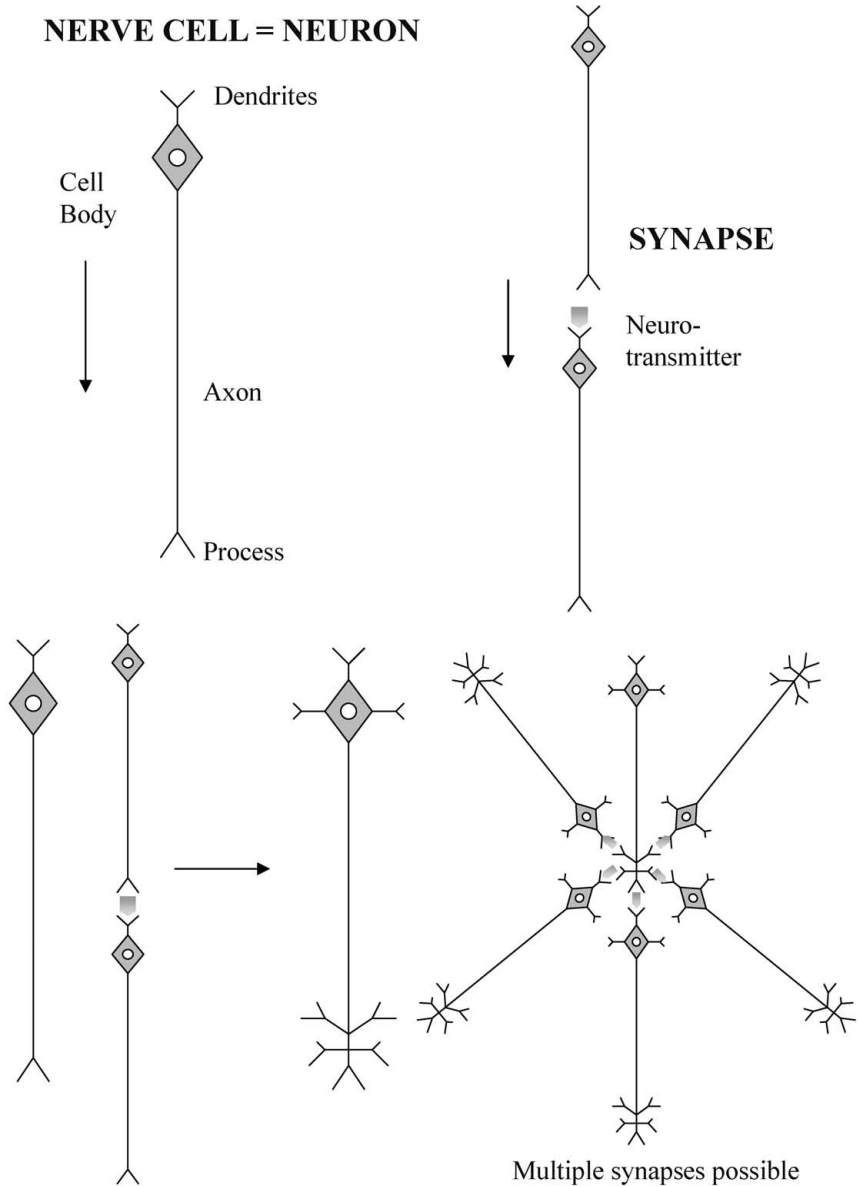 NERVE CELL = NEURON
Dendrites
Cell
Body
Axon
Process
SYNAPSE
Neuro-
transmitter
Multiple synapses possible